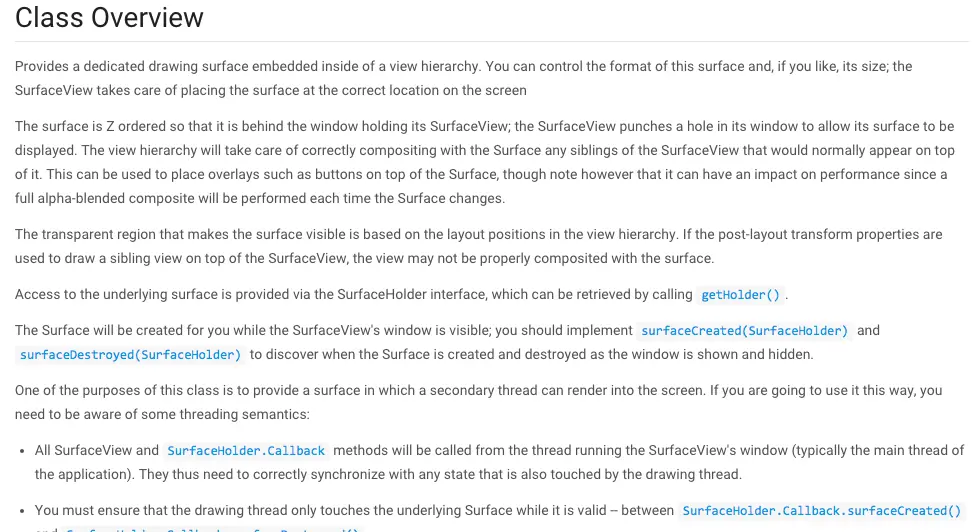 Class Overview
Provides a dedicated drawing surface embedded inside of a view hierarchy. You can control the format of this surface and, if you like, its size; the
SurfaceView takes care of placing the surface at the correct location on the screen
The surface is Z ordered so that it is behind the window holding its SurfaceView; the SurfaceView punches a hole in its window to allow its surface to be
displayed. The view hierarchy will take care of correctly compositing with the Surface any siblings of the SurfaceView that would normally appear on top
of it. This can be used to place overlays such as buttons on top of the Surface, though note however that it can have an impact on performance since a
full alpha-blended composite will be performed each time the Surface changes.
The transparent region that makes the surface visible is based on the layout positions in the view hierarchy. If the post-layout transform properties are
used to draw a sibling view on top of the SurfaceView, the view may not be properly composited with the surface.
Access to the underlying surface is provided via the SurfaceHolder interface, which can be retrieved by calling getHolder() .
The Surface will be created for you while the SurfaceView's window is visible; you should implement surfaceCreated(SurfaceHolder) and
surfaceDestroyed(SurfaceHolder) to discover when the Surface is created and destroyed as the window is shown and hidden.
One of the purposes of this class is to provide a surface in which a secondary thread can render into the screen. If you are going to use it this way, you
need to be aware of some threading semantics:
• All SurfaceView and SurfaceHolder.Callback methods will be called from the thread running the SurfaceView's window (typically the main thread of
the application). They thus need to correctly synchronize with any state that is also touched by the drawing thread.
• You must ensure that the drawing thread only touches the underlying Surface while it is valid -- between SurfaceHolder.Callback.surfaceCreated()